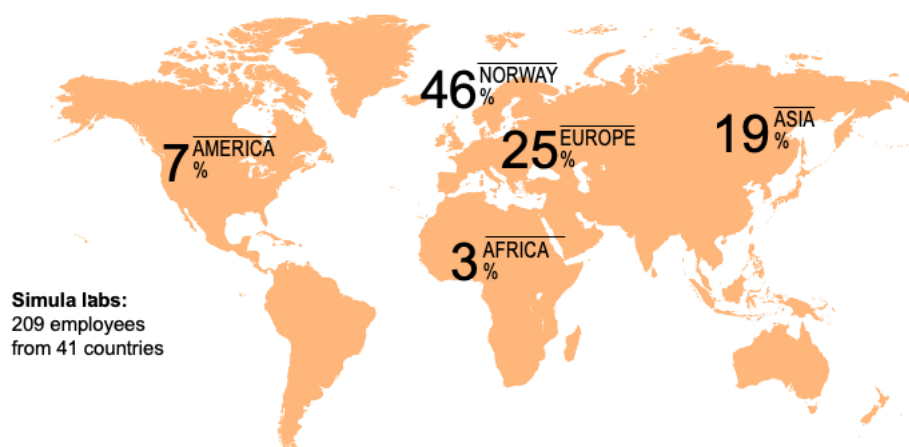 46 NORWAY
%
7 AMERICA
%
25 EUROPE
%
19 ASIA
%
3 AFRICA
%
Simula labs:
209 employees
from 41 countries